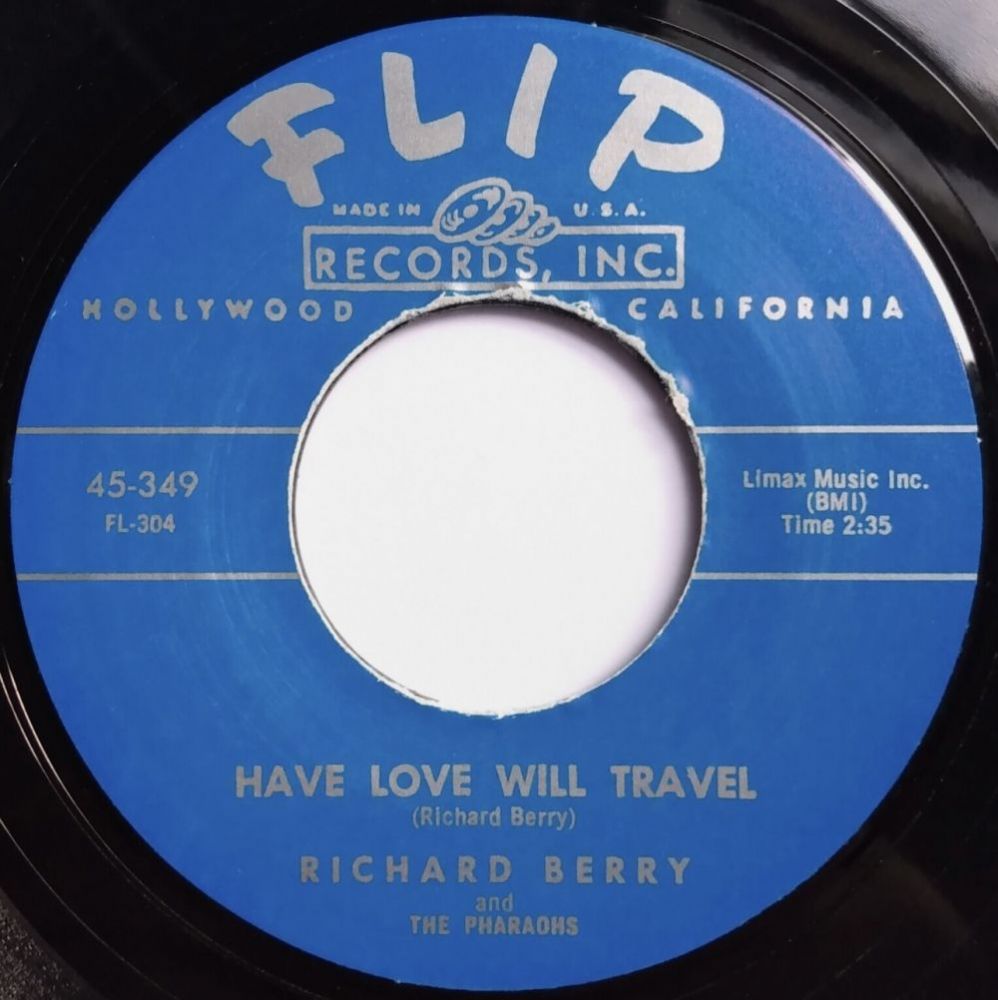 FLIP
MADE IN U.S.A.
RECORDS, INC.
HOLLYWOOD CALIFORNIA
45-349
FL-304
Limax Music Inc.
(BMI)
Time 2:35
HAVE LOVE WILL TRAVEL
(Richard Berry)
RICHARD BERRY
and
THE PHARAOHS